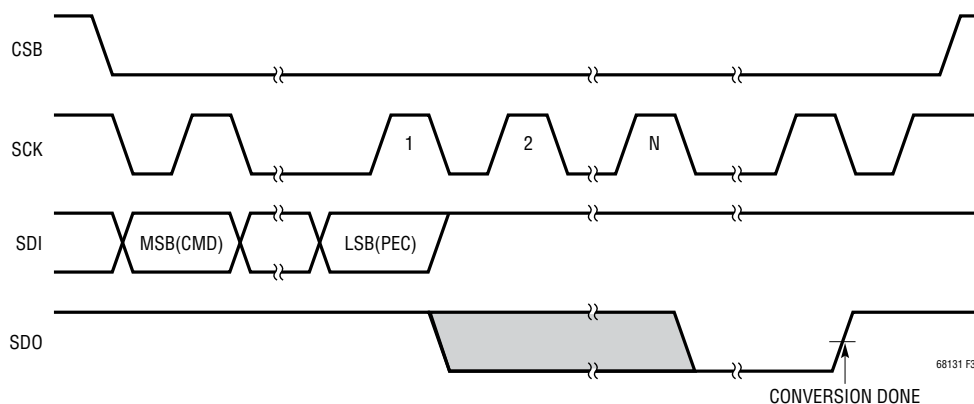 CSB
SCK
1
2
N
SDI
MSB(CMD)
LSB(PEC)
SDO
68131 F3
CONVERSION DONE